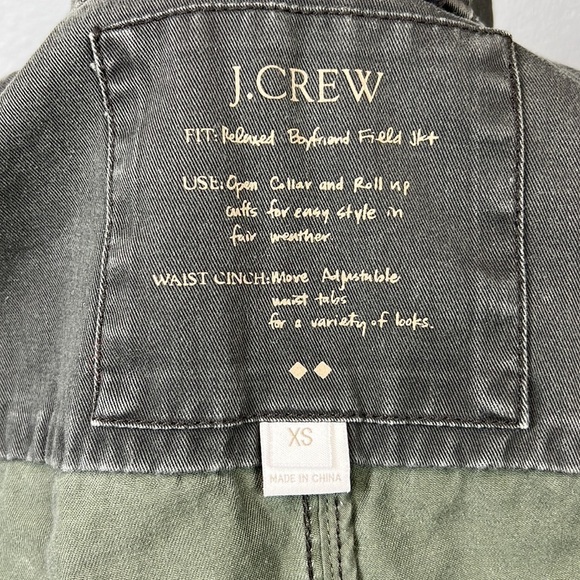 J.CREW
FIT: Relaxed Boyfriend Field Jkt
USE: Open Collar and Roll up
cuffs for easy style in
fair weather
WAIST CINCH: Move Adjustable
waist tabs
for a variety of looks.
XS
MADE IN CHINA